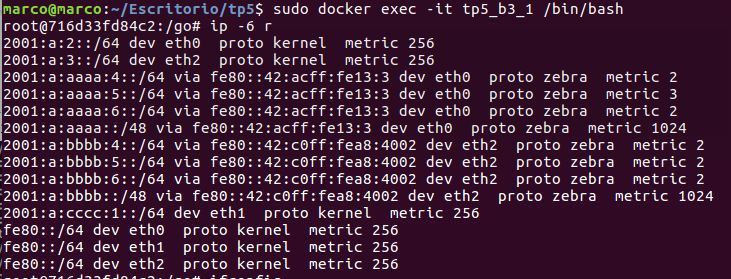 marco@marco:~/Escritorio/tp5$ sudo docker exec -it tp5_b3_1 /bin/bash
root@716d33fd84c2:/go# ip -6 r
2001:a:2::/64 dev eth0  proto kernel  metric 256
2001:a:3::/64 dev eth2  proto kernel  metric 256
2001:a:aaaa:4::/64 via fe80::42:acff:fe13:3 dev eth0  proto zebra  metric 2
2001:a:aaaa:5::/64 via fe80::42:acff:fe13:3 dev eth0  proto zebra  metric 3
2001:a:aaaa:6::/64 via fe80::42:acff:fe13:3 dev eth0  proto zebra  metric 2
2001:a:aaaa::/48 via fe80::42:acff:fe13:3 dev eth0  proto zebra  metric 1024
2001:a:bbbb:4::/64 via fe80::42:c0ff:fea8:4002 dev eth2  proto zebra  metric 2
2001:a:bbbb:5::/64 via fe80::42:c0ff:fea8:4002 dev eth2  proto zebra  metric 2
2001:a:bbbb:6::/64 via fe80::42:c0ff:fea8:4002 dev eth2  proto zebra  metric 2
2001:a:bbbb::/48 via fe80::42:c0ff:fea8:4002 dev eth2  proto zebra  metric 1024
2001:a:cccc:1::/64 dev eth1  proto kernel  metric 256
fe80::/64 dev eth0  proto kernel  metric 256
fe80::/64 dev eth1  proto kernel  metric 256
fe80::/64 dev eth2  proto kernel  metric 256
root@716d33fd84c2:/go# ifconfig